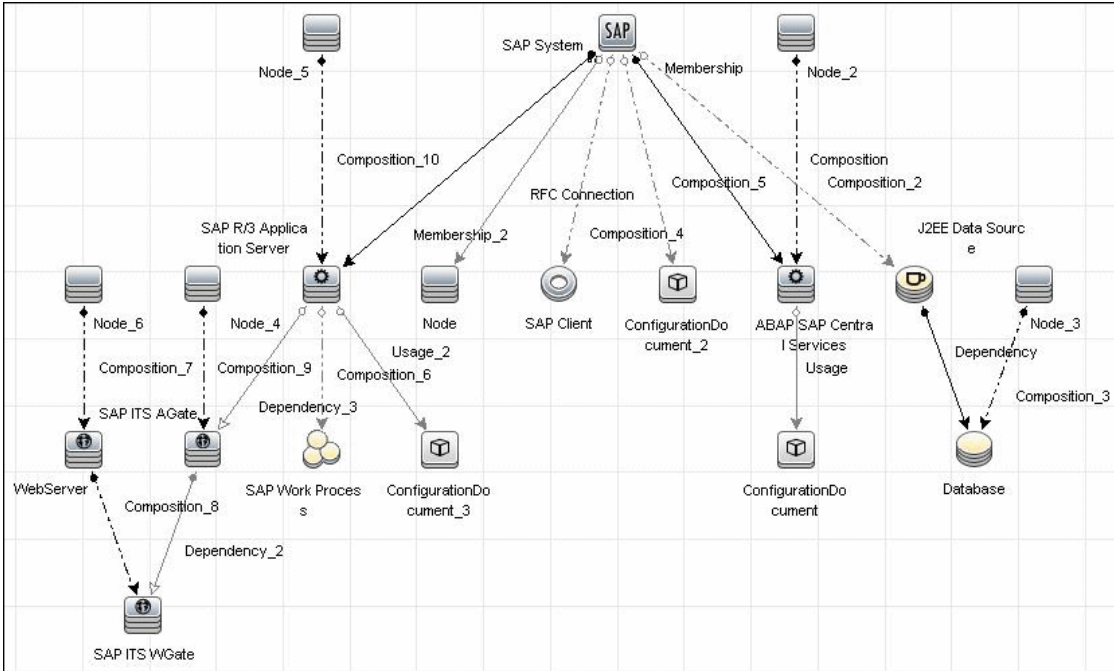 SAP
SAP System
Node_5
Membership
Node_2
Composition_10
Composition
Composition_5
Composition_2
RFC Connection
SAP R/3 Applica
tion Server
Membership_2
Composition_4
J2EE Data Sourc
e
Node_6
Node_4
Node
SAP Client
ConfigurationDo
cument_2
ABAP SAP Centra
l Services
Node_3
Usage_2
Usage
Dependency
Composition_7
Composition_9
Composition_6
Composition_3
SAP ITS AGate
Dependency_3
WebServer
SAP Work Proces
s
ConfigurationDo
cument_3
ConfigurationDo
cument
Database
Composition_8
Dependency_2
SAP ITS WGate